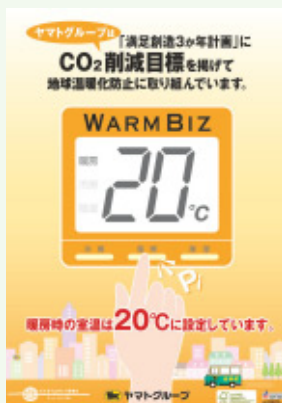 ヤマトグループは
「満足創造3か年計画」に
CO2削減目標を掲げて
地球温暖化防止に取り組んでいます。
WARM BIZ
暖房
20℃
Pi
暖房時の室温は20℃に設定しています。
ヤマトグループ